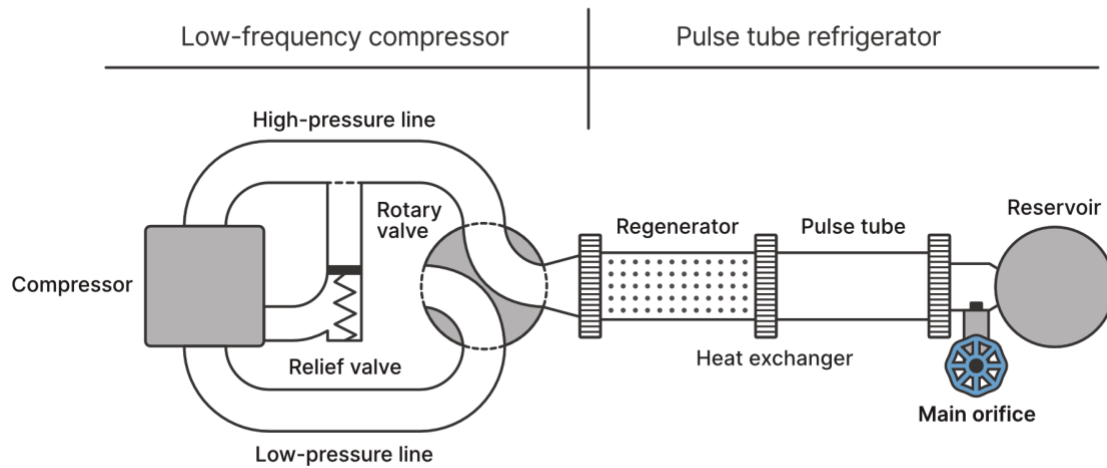 Low-frequency compressor
Pulse tube refrigerator
High-pressure line
Rotary
valve
Regenerator
Pulse tube
Reservoir
Compressor
Relief valve
Heat exchanger
Main orifice
Low-pressure line